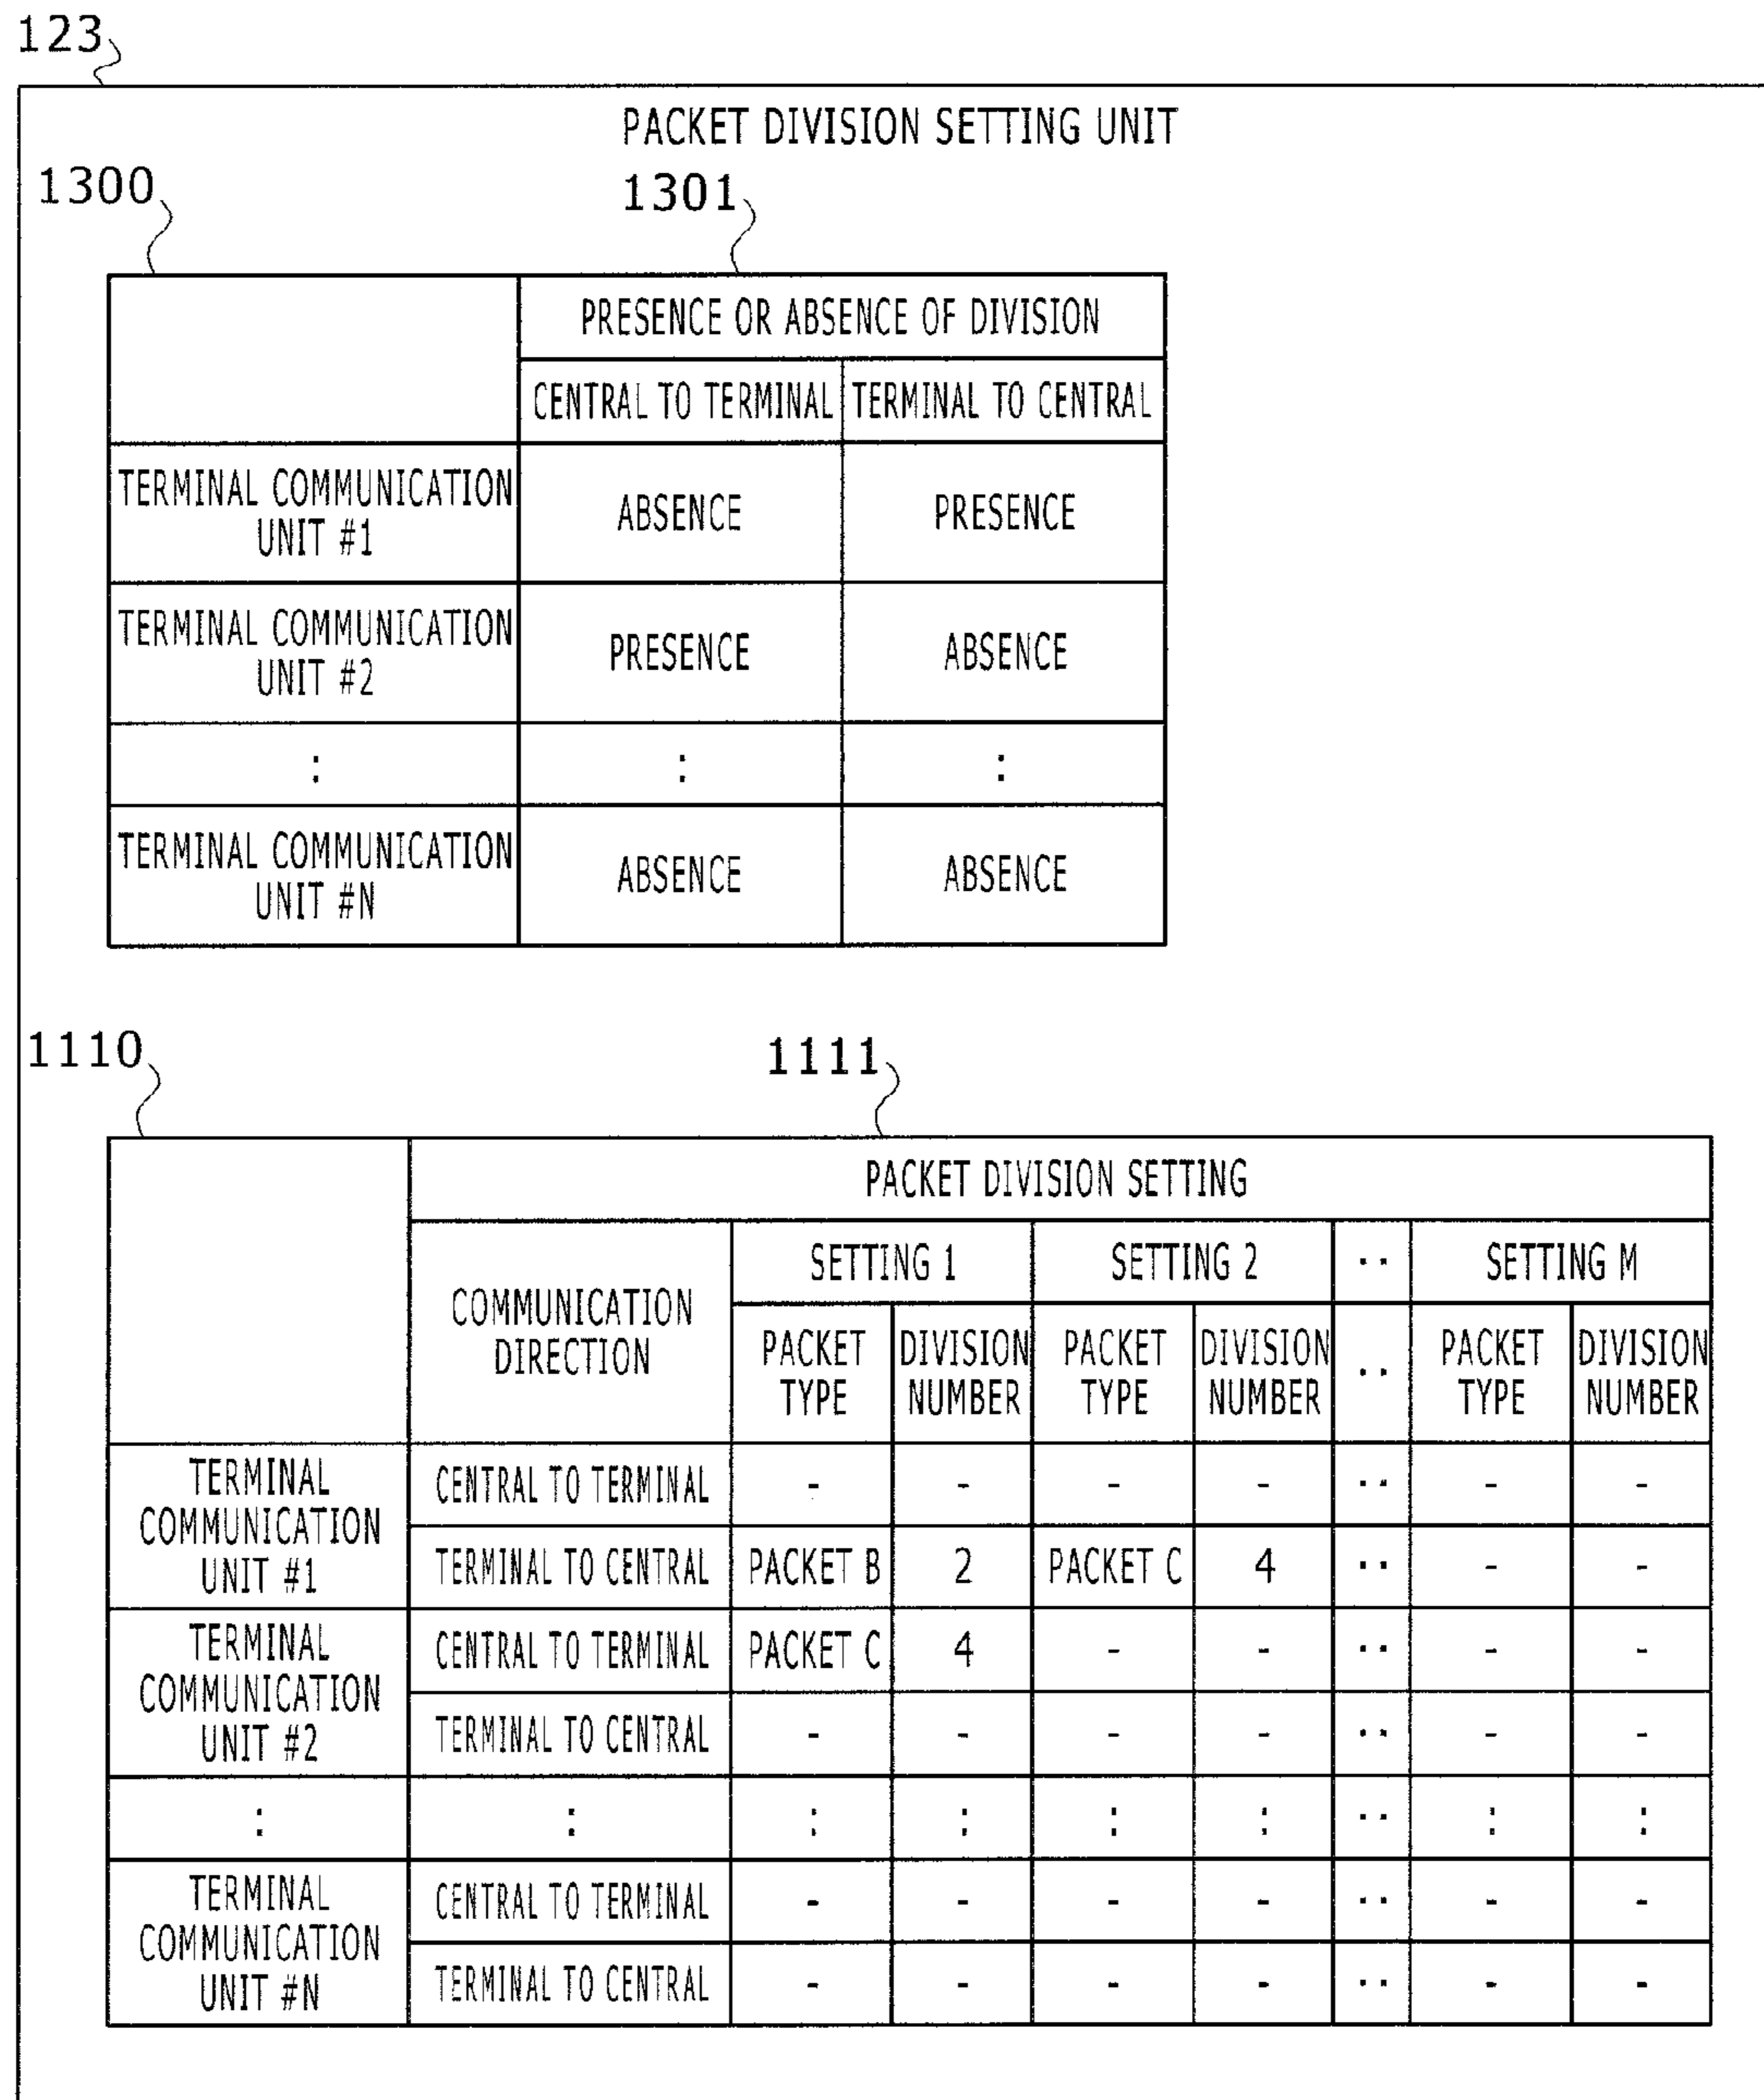 123
PACKET DIVISION SETTING UNIT
1300
1301
PRESENCE OR ABSENCE OF DIVISION
CENTRAL TO TERMINAL TERMINAL TO CENTRAL
TERMINAL COMMUNICATION
UNIT #1
ABSENCE
PRESENCE
TERMINAL COMMUNICATION
UNIT #2
PRESENCE
ABSENCE
: : :
TERMINAL COMMUNICATION
UNIT #N
ABSENCE
ABSENCE
1110
1111
PACKET DIVISION SETTING
COMMUNICATION
DIRECTION
SETTING 1 SETTING 2 .. SETTING M
PACKET
TYPE
DIVISION
NUMBER
PACKET
TYPE
DIVISION
NUMBER
..
PACKET
TYPE
DIVISION
NUMBER
TERMINAL
COMMUNICATION
UNIT #1
CENTRAL TO TERMINAL - - - - .. - -
TERMINAL TO CENTRAL PACKET B 2 PACKET C 4 .. - -
TERMINAL
COMMUNICATION
UNIT #2
CENTRAL TO TERMINAL PACKET C 4 - - .. - -
TERMINAL TO CENTRAL - - - - .. - -
: : : : : : .. : :
TERMINAL
COMMUNICATION
UNIT #N
CENTRAL TO TERMINAL - - - - .. - -
TERMINAL TO CENTRAL - - - - .. - -